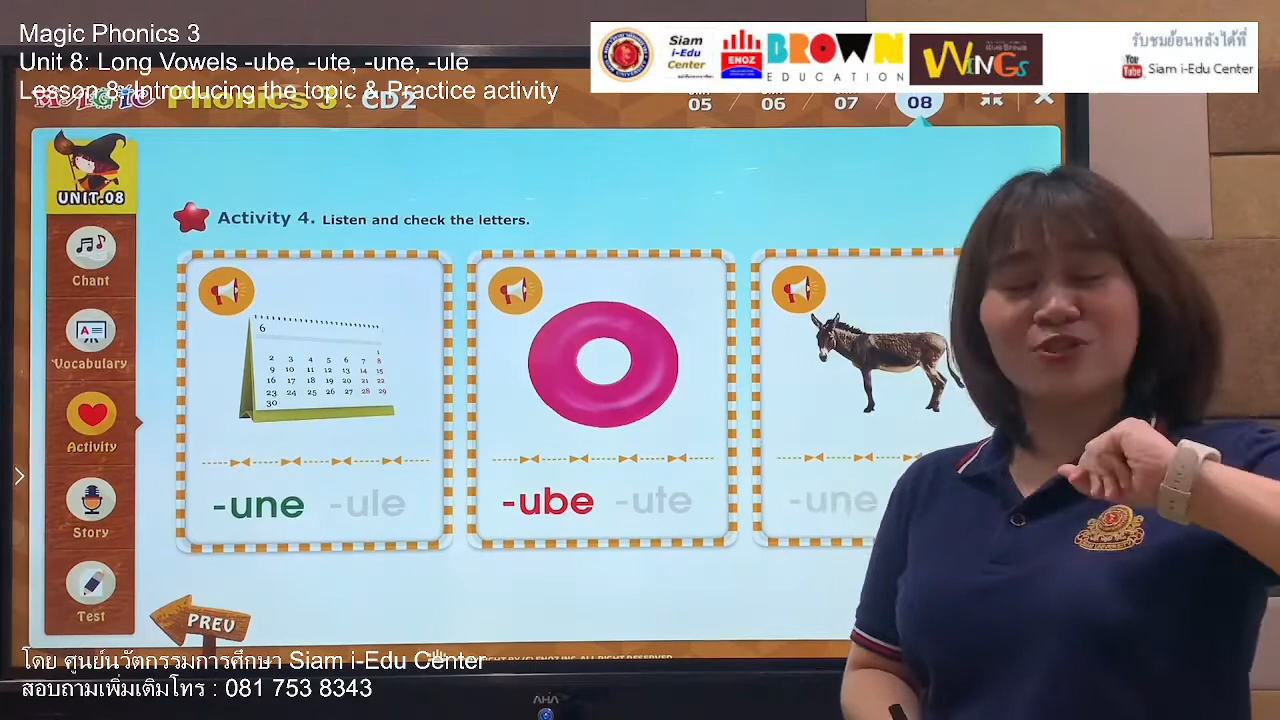 Magic Phonics 3
Unit 8: Long Vowels -ube, -ute, -une, -ule
Lesson 8: Introducing the topic & Practice activity
Siam
i-Edu
Center
ENOZ
BROWN
EDUCATION
WINGS
รับชมย้อนหลังได้ที่
You Tube Siam i-Edu Center
Phonics 3 CD2
05 / 06 / 07 / 08
UNIT.08
Chant
Vocabulary
Activity
Story
Test
Activity 4. Listen and check the letters.
6
1
2 3 4 5 6 7 8
9 10 11 12 13 14 15
16 17 18 19 20 21 22
23 24 25 26 27 28 29
30
-une -ule
-ube -ute
-une
PREV
โดย ศูนย์นวัตกรรมการศึกษา Siam i-Edu Center
สอบถามเพิ่มเติมโทร : 081 753 8343
AHA